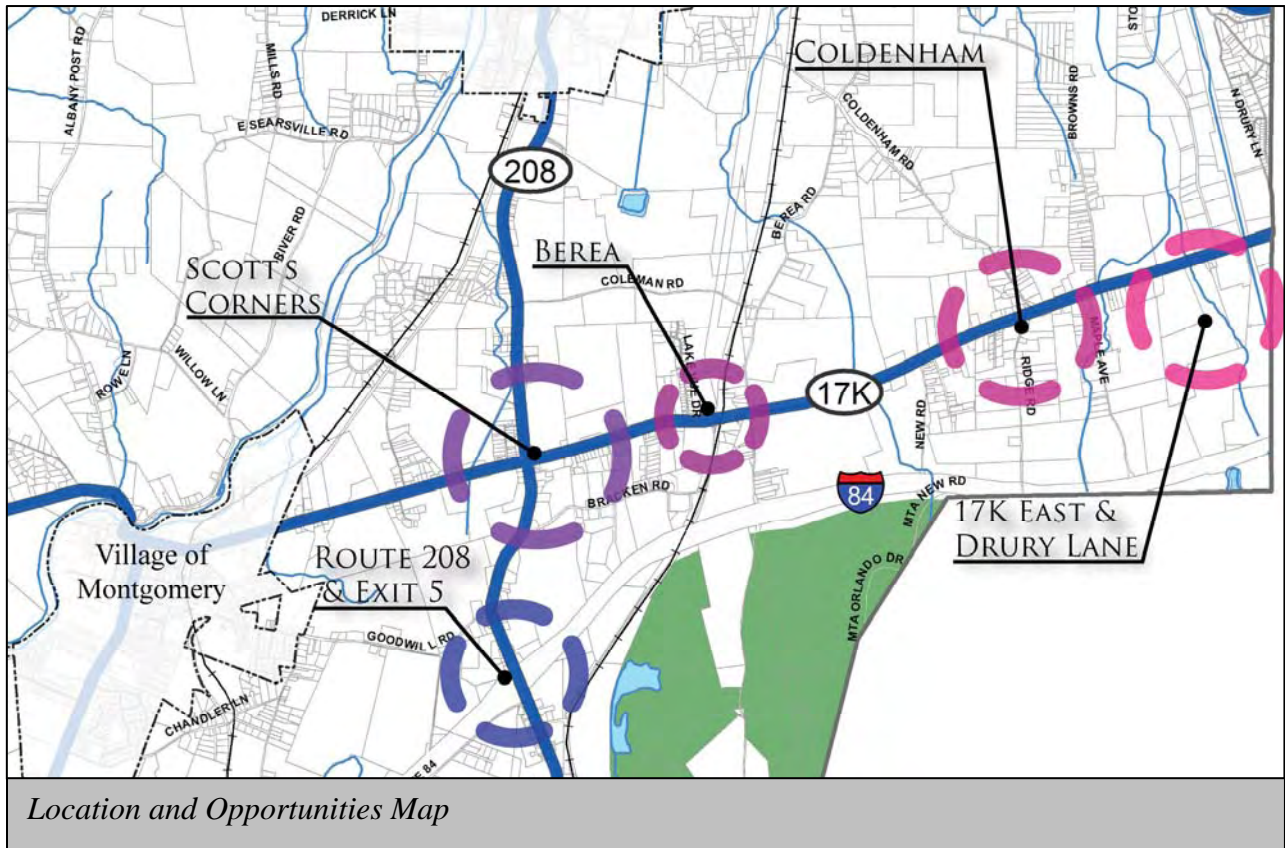 DERRICK LN
ALBANY POST RD
MILLS RD
COLDENHAM
STO
BROWNS RD
N DRURY LN
COLDENHAM RD
E SEARSVILLE RD
208
BEREA RD
BIVER RD
SCOTT'S
CORNERS
BEREA
COLEMAN RD
ROWE LN
WILLOW LN
MAPLE AVE
RIDGE RD
17K
NEW RD
BRACKEN RD
84
MTA NEW RD
17K EAST &
DRURY LANE
Village of
Montgomery
ROUTE 208
& EXIT 5
MTA ORLANDO DR
GOODWILL RD
CHANDLER LN
E 84
Location and Opportunities Map